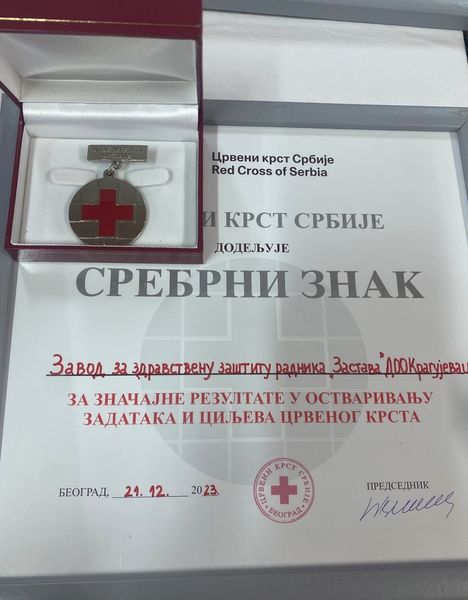 Црвени крст Србије
Red Cross of Serbia
И КРСТ СРБИЈЕ
ДОДЕЉУЈЕ
СРЕБРНИ ЗНАК
Завод за здравствену заштиту радника „Застава" ДОО Крагујевац
ЗА ЗНАЧАЈНЕ РЕЗУЛТАТЕ У ОСТВАРИВАЊУ
ЗАДАТАКА И ЦИЉЕВА ЦРВЕНОГ КРСТА
БЕОГРАД, 21.12. 2023.
ЦРВЕНИ КРСТ СРБИЈЕ
БЕОГРАД
ПРЕДСЕДНИК